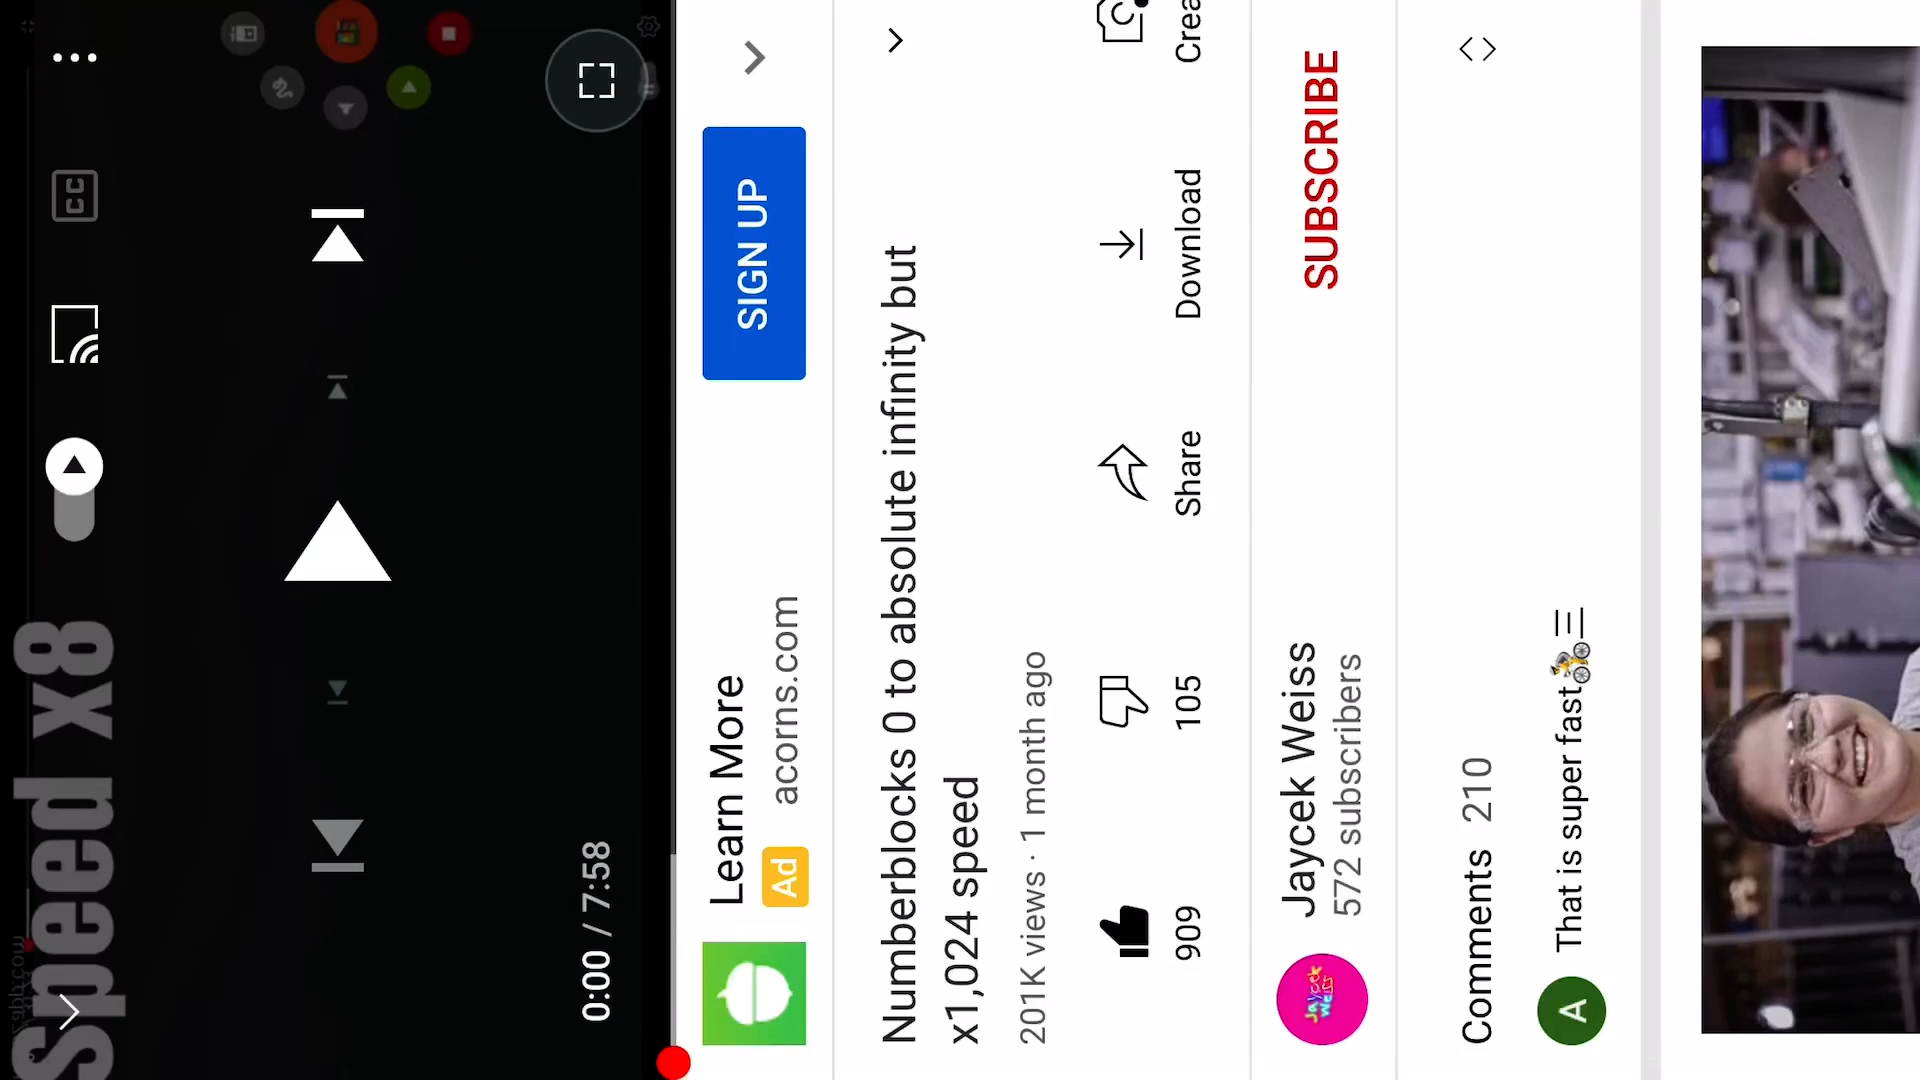 Speed x8
CC
0:00 / 7:58
Learn More
Ad acorns.com
SIGN UP
Numberblocks 0 to absolute infinity but
x1,024 speed
201K views · 1 month ago
909
105
Share
Download
Crea
Jaycek Weiss
572 subscribers
SUBSCRIBE
Comments 210
A
That is super fast🚴≡